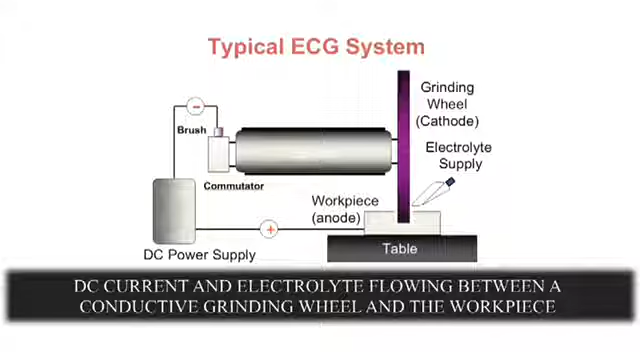 Typical ECG System
Grinding
Wheel
(Cathode)
Brush
Electrolyte
Supply
Commutator
Workpiece
(anode)
DC Power Supply
Table
DC CURRENT AND ELECTROLYTE FLOWING BETWEEN A
CONDUCTIVE GRINDING WHEEL AND THE WORKPIECE